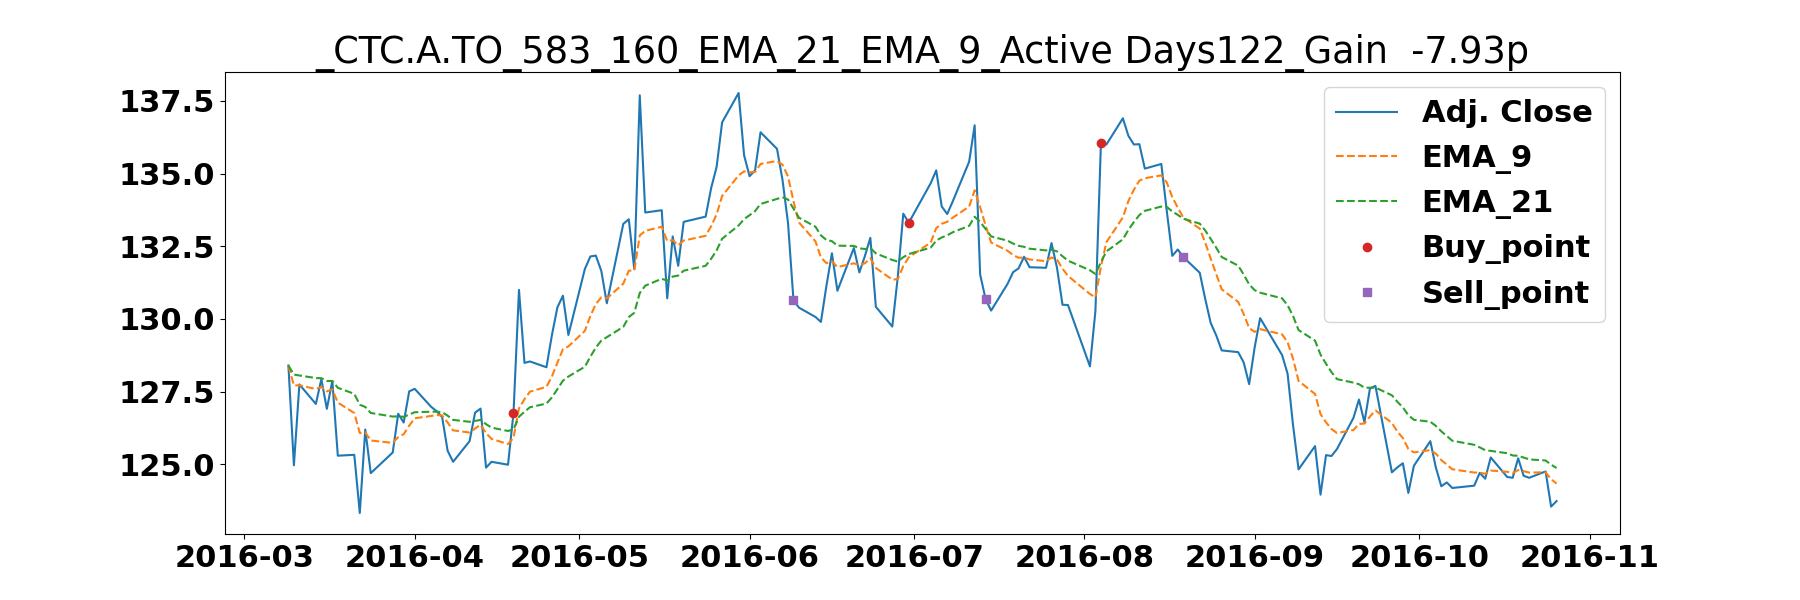 _CTC.A.TO_583_160_EMA_21_EMA_9_Active Days122_Gain  -7.93p
137.5
135.0
132.5
130.0
127.5
125.0
Adj. Close
EMA_9
EMA_21
Buy_point
Sell_point
2016-03 2016-04 2016-05 2016-06 2016-07 2016-08 2016-09 2016-10 2016-11